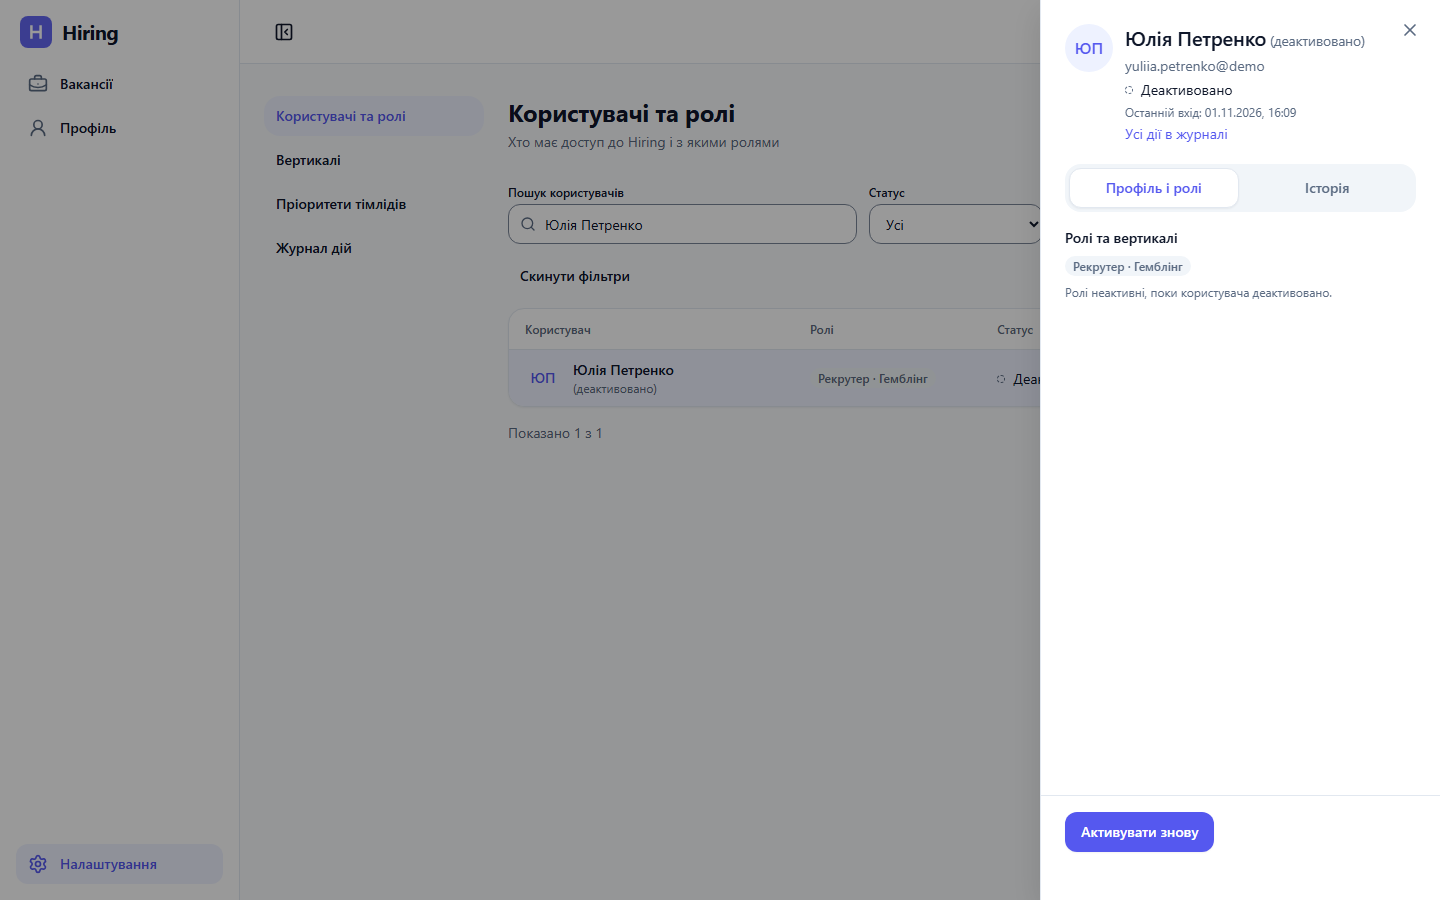 H Hiring
Вакансії
Профіль
Налаштування
Користувачі та ролі
Вертикалі
Пріоритети тімлідів
Журнал дій
Користувачі та ролі
Хто має доступ до Hiring і з якими ролями
Пошук користувачів
Статус
Юлія Петренко
Усі
Скинути фільтри
Користувач Ролі Статус
ЮП Юлія Петренко
(деактивовано)
Рекрутер · Гемблінг
Показано 1 з 1
ЮП
Юлія Петренко (деактивовано)
yuliia.petrenko@demo
Деактивовано
Останній вхід: 01.11.2026, 16:09
Усі дії в журналі
Профіль і ролі Історія
Ролі та вертикалі
Рекрутер · Гемблінг
Ролі неактивні, поки користувача деактивовано.
Активувати знову